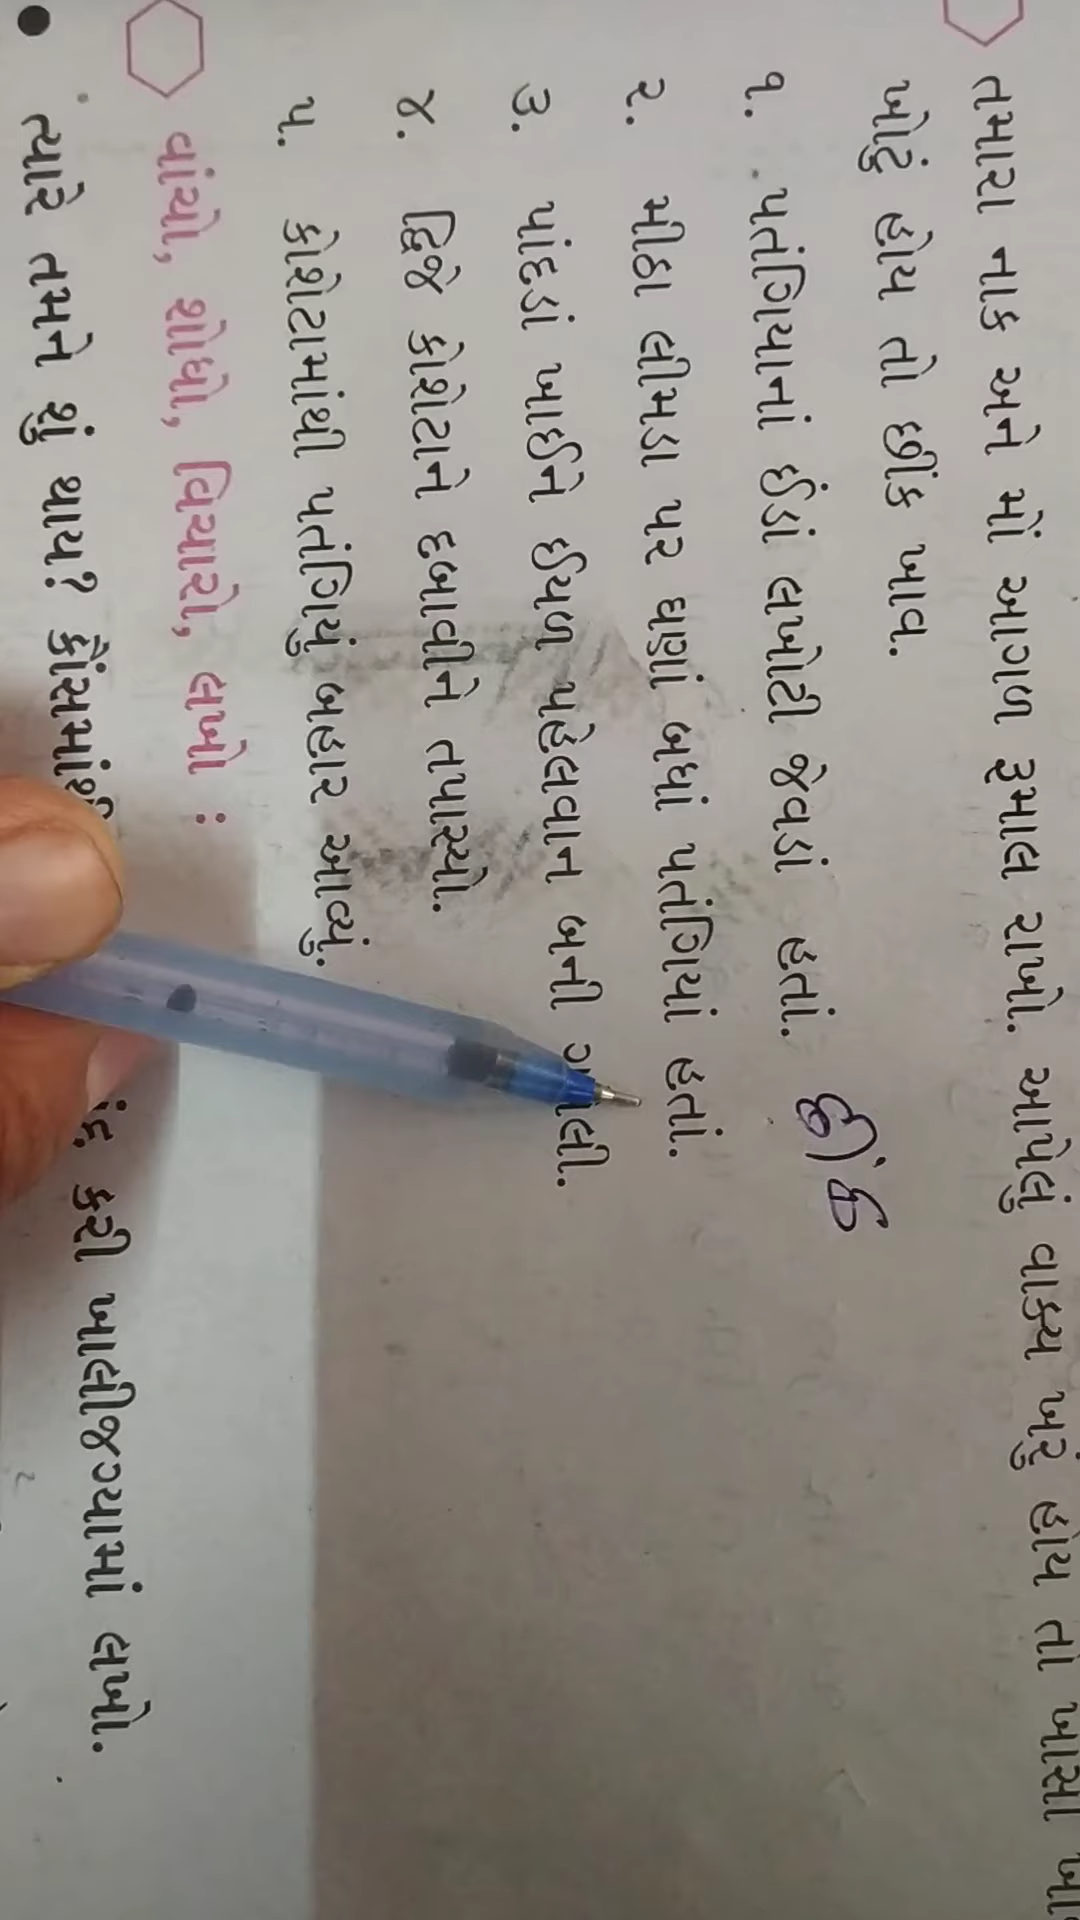 તમારા નાક અને મોં આગળ રૂમાલ રાખો. આપેલું વાક્ય ખરું હોય તો ખાંસી
ખોટું હોય તો છીંક ખાવ.
૧. પતંગિયાનાં ઈંડાં લખોટી જેવડાં હતાં. છીંક
૨. મીઠા લીમડા પર ઘણાં બધાં પતંગિયાં હતાં.
૩. પાંદડાં ખાઈને ઈયળ પહેલવાન બની ગયેલી.
૪. દ્વિજે કોશેટાને દબાવીને તપાસ્યો.
૫. કોશેટામાંથી પતંગિયું બહાર આવ્યું.
વાંચો, શોધો, વિચારો, લખો :
• ત્યારે તમને શું થાય? કૌંસમાંથી કરી ખાલીજગ્યામાં લખો.